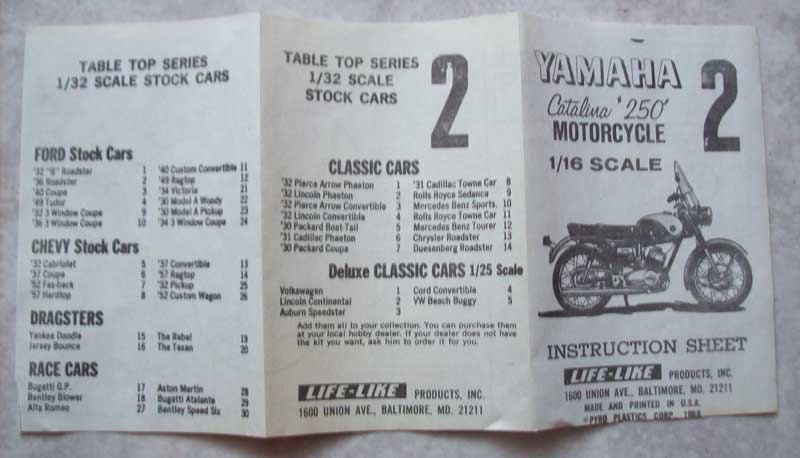 TABLE TOP SERIES
1/32 SCALE STOCK CARS
FORD Stock Cars
'32 "B" Roadster 1
'36 Roadster 2
'40 Coupe 3
'49 Tudor 4
'32 3 Window Coupe 9
'36 3 Window Coupe 10
'40 Custom Convertible 11
'49 Ragtop 12
'34 Victoria 21
'30 Model A Woody 22
'30 Model A Pickup 23
'34 3 Window Coupe 24
CHEVY Stock Cars
'32 Cabriolet 5
'37 Coupe 6
'52 Fastback 7
'57 Hardtop 8
'37 Convertible 13
'57 Ragtop 14
'32 Pickup 25
'52 Custom Wagon 26
DRAGSTERS
Yankee Doodle 15
Jersey Bounce 16
The Rebel 19
The Texan 20
RACE CARS
Bugatti G.P. 17
Bentley Blower 18
Alfa Romeo 27
Aston Martin 28
Bugatti Atalante 29
Bentley Speed Six 30
TABLE TOP SERIES
1/32 SCALE
STOCK CARS
2
CLASSIC CARS
'32 Pierce Arrow Phaeton 1
'32 Lincoln Phaeton 2
'32 Pierce Arrow Convertible 3
'32 Lincoln Convertible 4
'30 Packard Boat Tail 5
'31 Cadillac Phaeton 6
'30 Packard Coupe 7
'31 Cadillac Towne Car 8
Rolls Royce Sedanca 9
Mercedes Benz Sports. 10
Rolls Royce Towne Car 11
Mercedes Benz Tourer 12
Chrysler Roadster 13
Duesenberg Roadster 14
Deluxe CLASSIC CARS 1/25 Scale
Volkswagen 1
Lincoln Continental 2
Auburn Speedster 3
Cord Convertible 4
VW Beach Buggy 5
Add them all to your collection. You can purchase them
at your local hobby dealer. If your dealer does not have
the kit you want, ask him to order it for you.
LIFE-LIKE PRODUCTS, INC.
1600 UNION AVE., BALTIMORE, MD. 21211
YAMAHA
Catalina '250'
MOTORCYCLE
2
1/16 SCALE
INSTRUCTION SHEET
LIFE-LIKE PRODUCTS, INC.
1600 UNION AVE., BALTIMORE, MD. 21211
MADE AND PRINTED IN U.S.A.
©PYRO PLASTICS CORP.